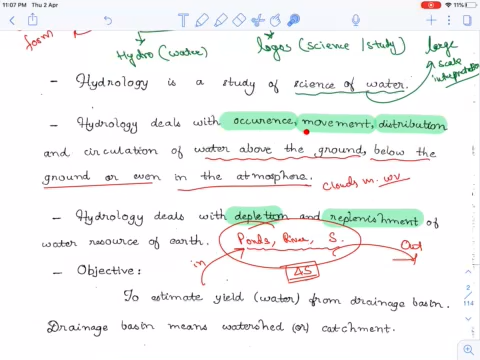 11:07 PM Thu 2 Apr
11%
form
Hydro (water)
logos (science / study)
large
scale
interpretation
- Hydrology is a study of science of water.
- Hydrology deals with occurence, movement, distribution
and circulation of water above the ground, below the
ground or even in the atmosphere.
clouds m. wv
- Hydrology deals with depletion and replenishment of
water resource of earth.
Ponds, River, S.
Out
in
ΔS
- Objective:
To estimate yield (water) from drainage basin.
Drainage basin means watershed (or) catchment.
2
114